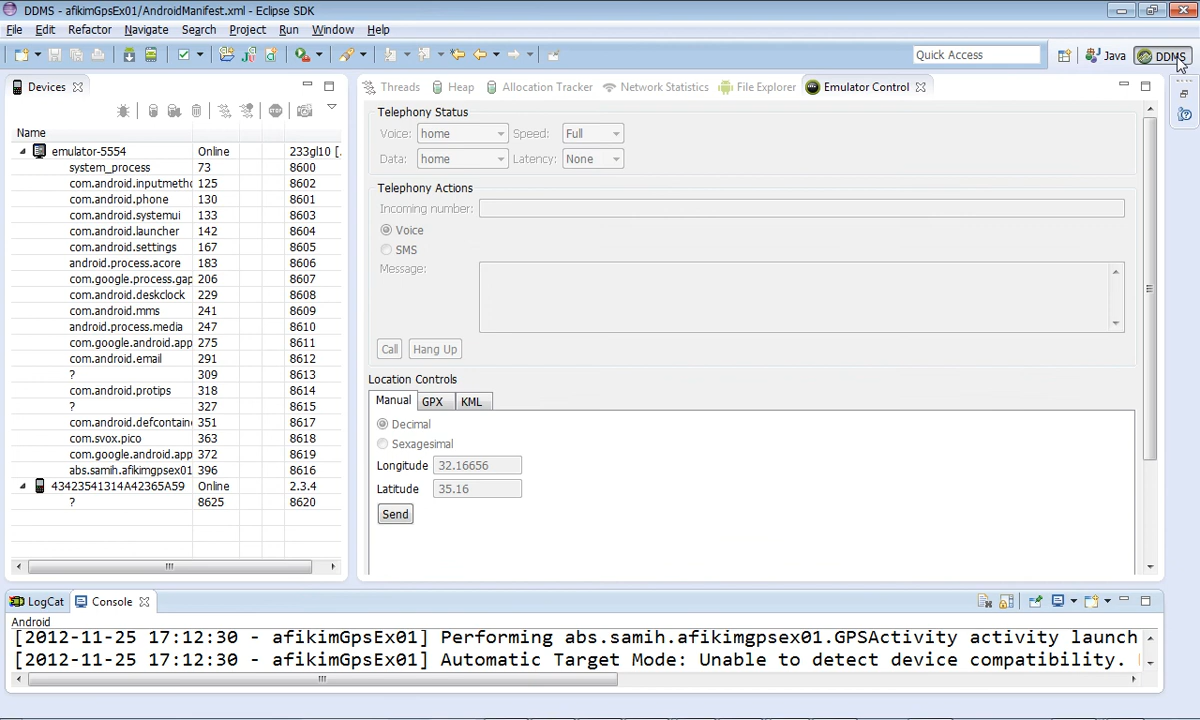 DDMS - afikimGpsEx01/AndroidManifest.xml - Eclipse SDK
File Edit Refactor Navigate Search Project Run Window Help
Quick Access
Java
DDMS
Devices
Name
emulator-5554 Online 233gl10 [.
system_process 73 8600
com.android.inputmethc 125 8602
com.android.phone 130 8601
com.android.systemui 133 8603
com.android.launcher 142 8604
com.android.settings 167 8605
android.process.acore 183 8606
com.google.process.gap 206 8607
com.android.deskclock 229 8608
com.android.mms 241 8609
android.process.media 247 8610
com.google.android.app 275 8611
com.android.email 291 8612
? 309 8613
com.android.protips 318 8614
? 327 8615
com.android.defcontain 351 8617
com.svox.pico 363 8618
com.google.android.app 372 8619
abs.samih.afikimgpsex01 396 8616
43423541314A42365A59 Online 2.3.4
? 8625 8620
Threads Heap Allocation Tracker Network Statistics File Explorer Emulator Control
Telephony Status
Voice: home Speed: Full
Data: home Latency: None
Telephony Actions
Incoming number:
Voice
SMS
Message:
Call Hang Up
Location Controls
Manual GPX KML
Decimal
Sexagesimal
Longitude 32.16656
Latitude 35.16
Send
LogCat Console
Android
[2012-11-25 17:12:30 - afikimGpsEx01] Performing abs.samih.afikimgpsex01.GPSActivity activity launch
[2012-11-25 17:12:30 - afikimGpsEx01] Automatic Target Mode: Unable to detect device compatibility.